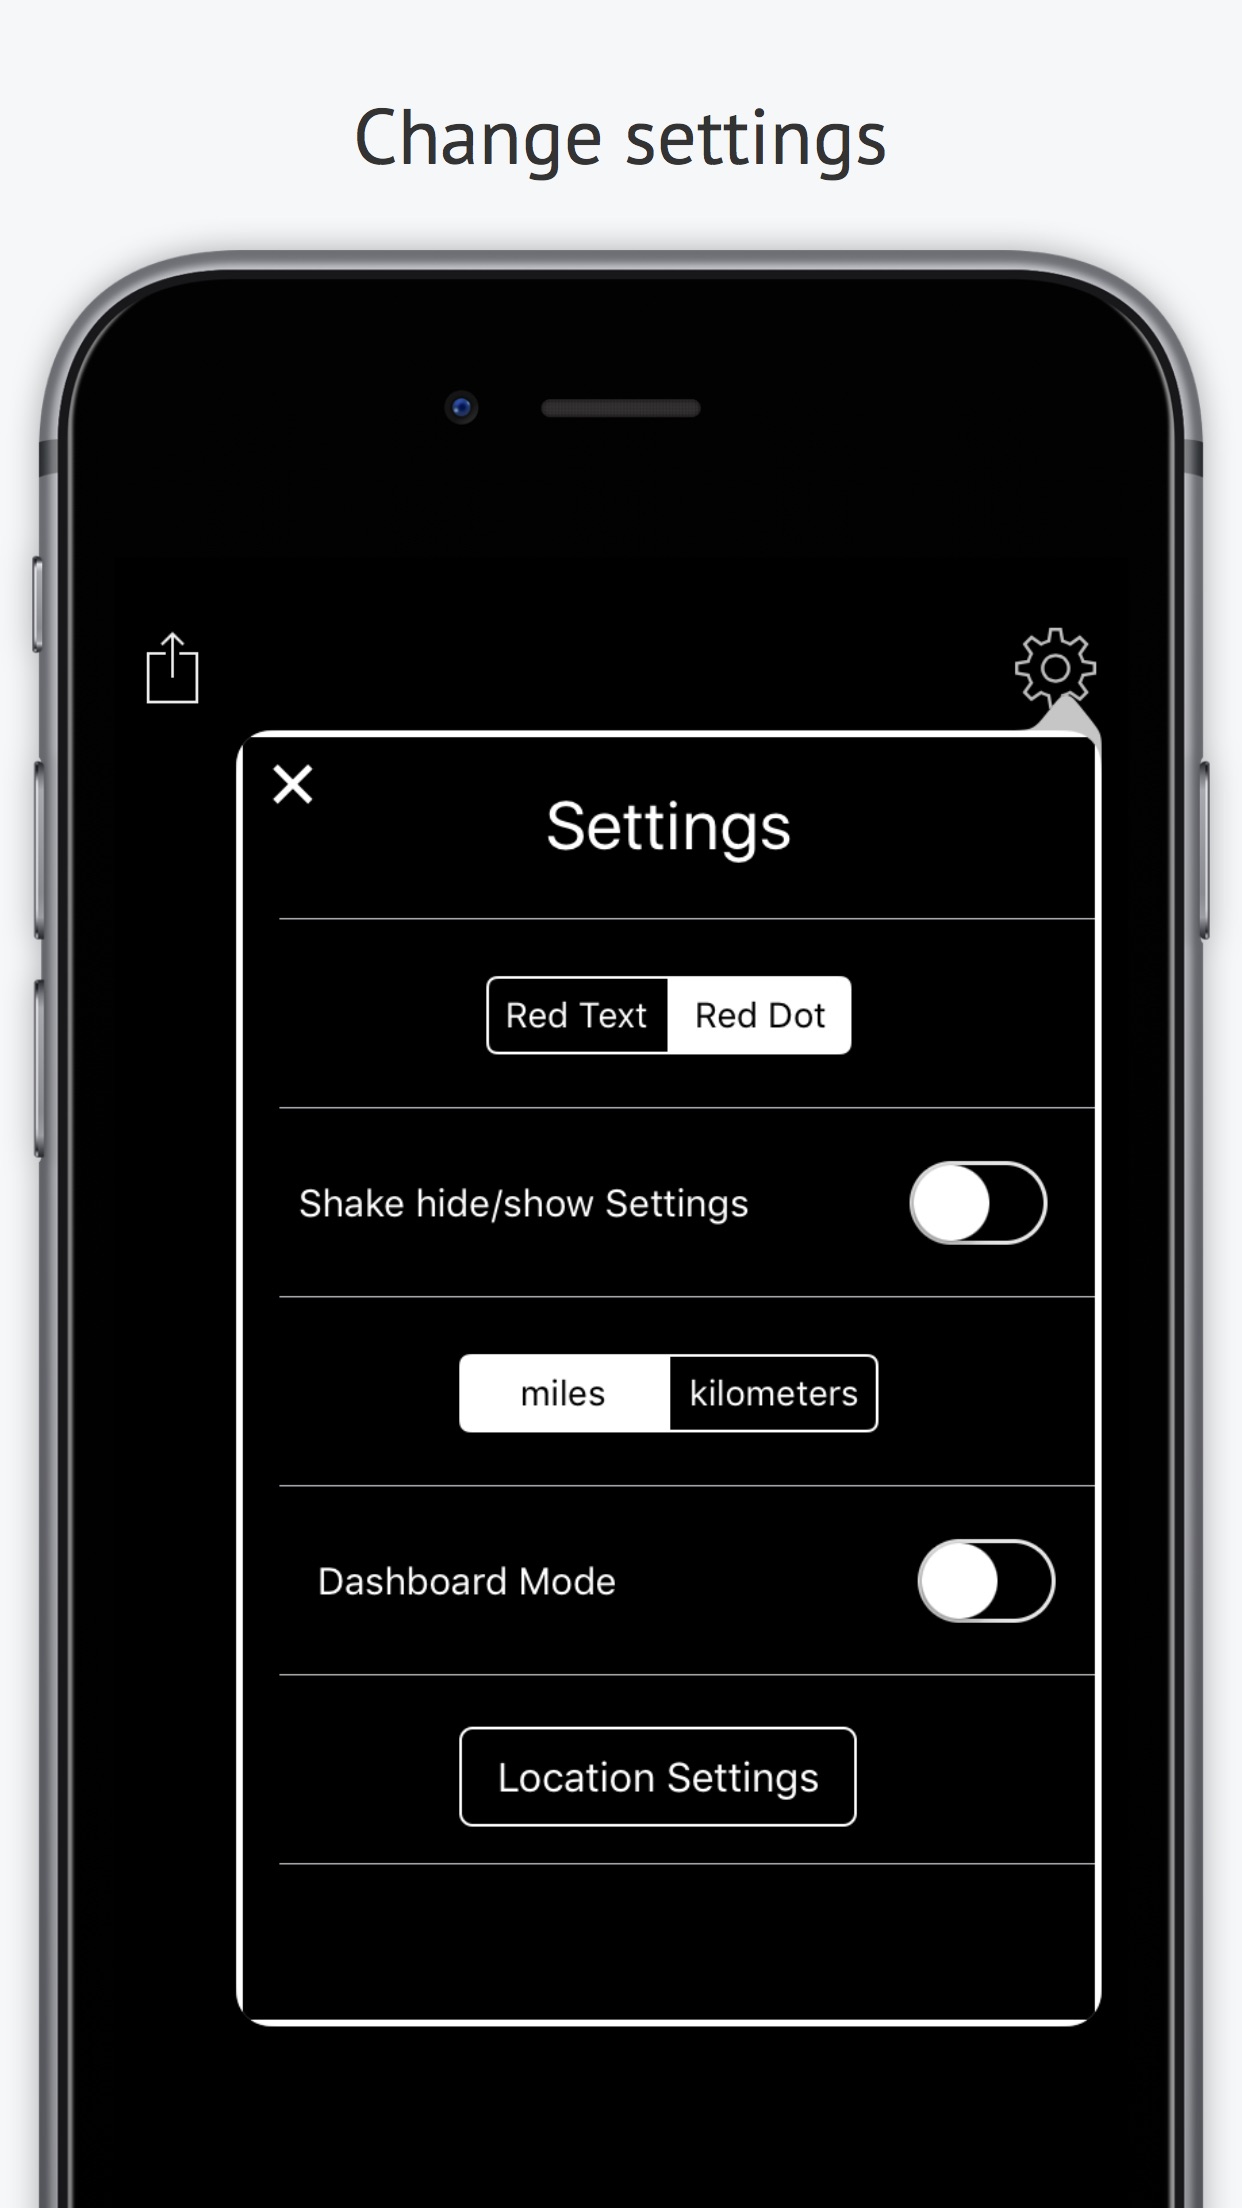 Change settings
Settings
Red Text Red Dot
Shake hide/show Settings
miles kilometers
Dashboard Mode
Location Settings